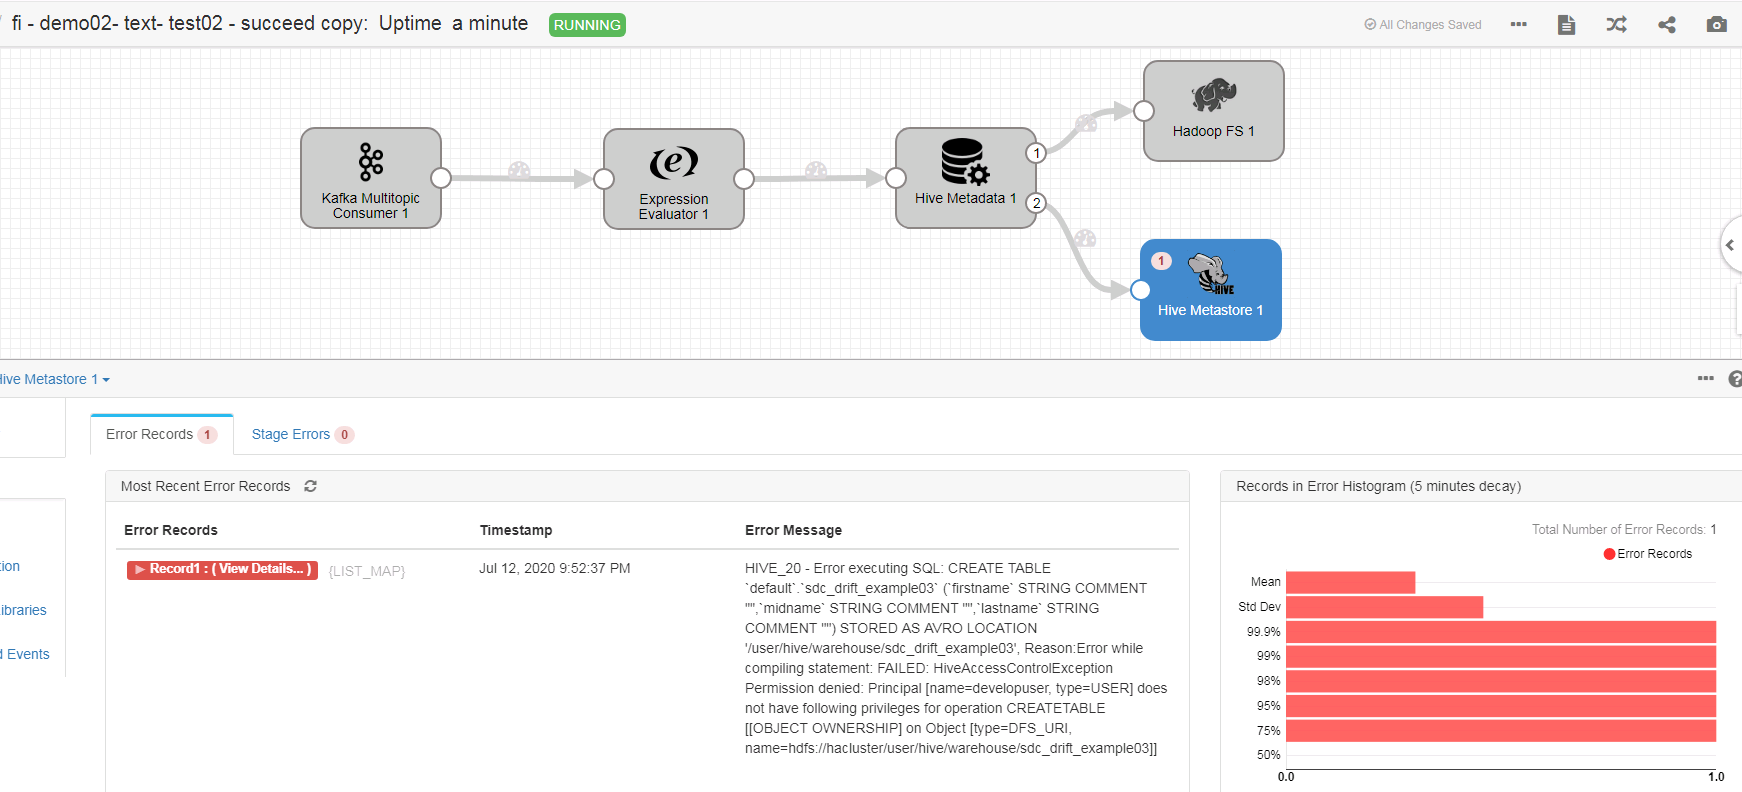 fi - demo02- text- test02 - succeed copy: Uptime a minute
RUNNING
All Changes Saved
Kafka Multitopic
Consumer 1
Expression
Evaluator 1
Hive Metadata 1
1
2
Hadoop FS 1
1
HIVE
Hive Metastore 1
Hive Metastore 1
Error Records 1
Stage Errors 0
Most Recent Error Records
Error Records Timestamp Error Message
Record1 : ( View Details... ) {LIST_MAP}
Jul 12, 2020 9:52:37 PM
HIVE_20 - Error executing SQL: CREATE TABLE
`default`.`sdc_drift_example03` (`firstname` STRING COMMENT
"",`midname` STRING COMMENT "",`lastname` STRING
COMMENT "") STORED AS AVRO LOCATION
'/user/hive/warehouse/sdc_drift_example03', Reason:Error while
compiling statement: FAILED: HiveAccessControlException
Permission denied: Principal [name=developuser, type=USER] does
not have following privileges for operation CREATETABLE
[[OBJECT OWNERSHIP] on Object [type=DFS_URI,
name=hdfs://hacluster/user/hive/warehouse/sdc_drift_example03]]
tion
ibraries
d Events
Records in Error Histogram (5 minutes decay)
Total Number of Error Records: 1
Error Records
Mean
Std Dev
99.9%
99%
98%
95%
75%
50%
0.0 1.0